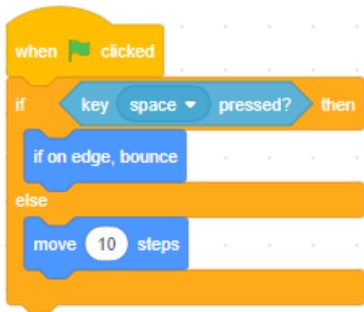 when clicked
if key space pressed? then
if on edge, bounce
else
move 10 steps